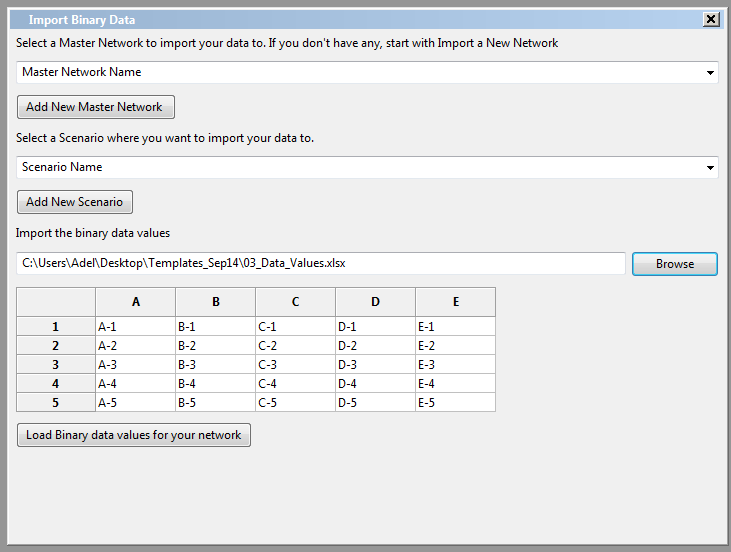 Import Binary Data
Select a Master Network to import your data to. If you don't have any, start with Import a New Network
Master Network Name
Add New Master Network
Select a Scenario where you want to import your data to.
Scenario Name
Add New Scenario
Import the binary data values
C:\Users\Adel\Desktop\Templates_Sep14\03_Data_Values.xlsx Browse
A B C D E
1 A-1 B-1 C-1 D-1 E-1
2 A-2 B-2 C-2 D-2 E-2
3 A-3 B-3 C-3 D-3 E-3
4 A-4 B-4 C-4 D-4 E-4
5 A-5 B-5 C-5 D-5 E-5
Load Binary data values for your network